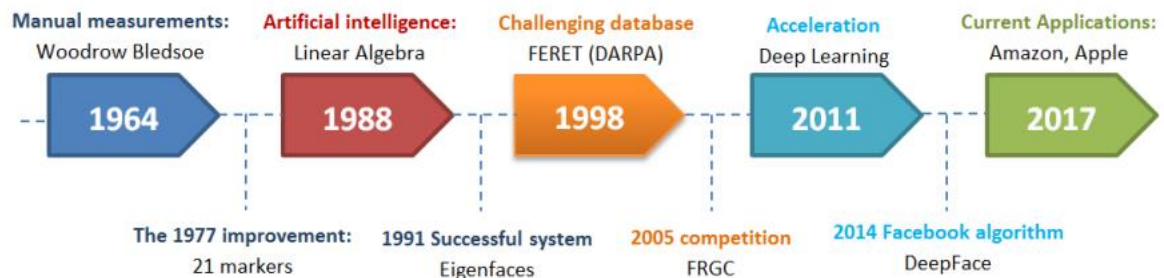 Manual measurements:
Woodrow Bledsoe
1964
Artificial intelligence:
Linear Algebra
1988
Challenging database
FERET (DARPA)
1998
Acceleration
Deep Learning
2011
Current Applications:
Amazon, Apple
2017
The 1977 improvement:
21 markers
1991 Successful system
Eigenfaces
2005 competition
FRGC
2014 Facebook algorithm
DeepFace